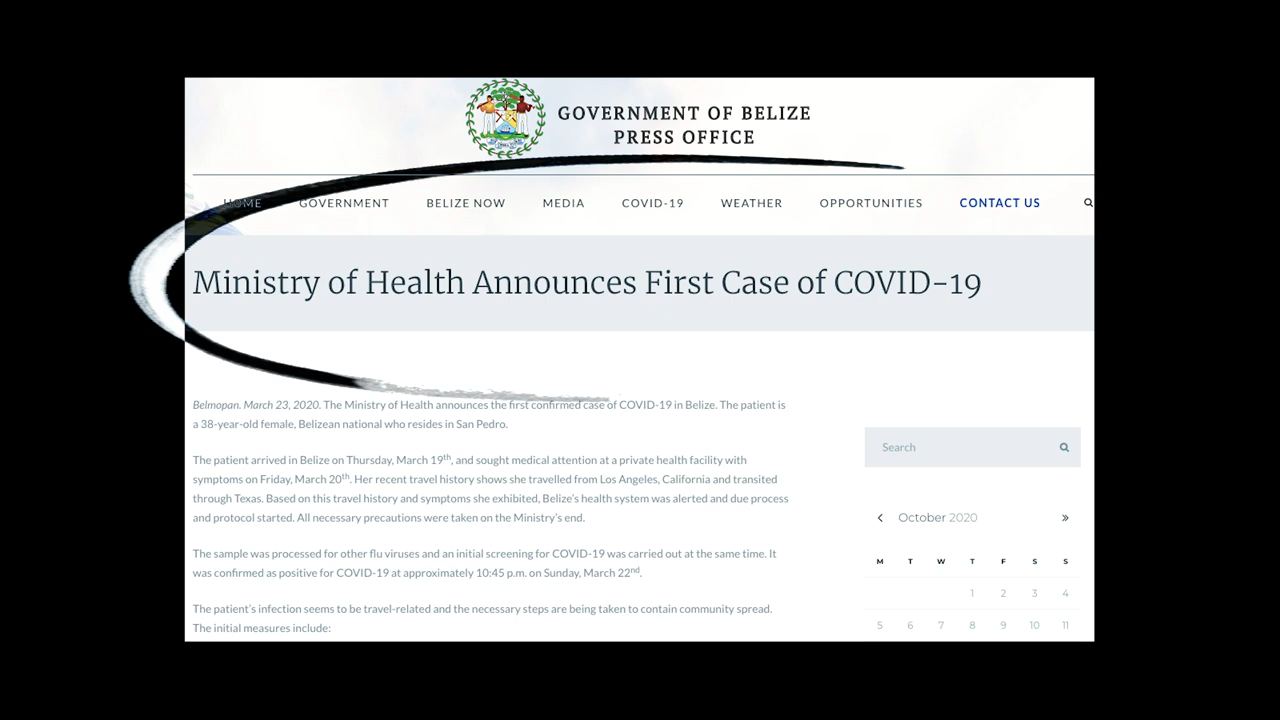 GOVERNMENT OF BELIZE
PRESS OFFICE
HOME GOVERNMENT BELIZE NOW MEDIA COVID-19 WEATHER OPPORTUNITIES CONTACT US
Ministry of Health Announces First Case of COVID-19
Belmopan. March 23, 2020. The Ministry of Health announces the first confirmed case of COVID-19 in Belize. The patient is
a 38-year-old female, Belizean national who resides in San Pedro.
The patient arrived in Belize on Thursday, March 19th, and sought medical attention at a private health facility with
symptoms on Friday, March 20th. Her recent travel history shows she travelled from Los Angeles, California and transited
through Texas. Based on this travel history and symptoms she exhibited, Belize's health system was alerted and due process
and protocol started. All necessary precautions were taken on the Ministry's end.
The sample was processed for other flu viruses and an initial screening for COVID-19 was carried out at the same time. It
was confirmed as positive for COVID-19 at approximately 10:45 p.m. on Sunday, March 22nd.
The patient's infection seems to be travel-related and the necessary steps are being taken to contain community spread.
The initial measures include:
Search
October 2020
M T W T F S S
1 2 3 4
5 6 7 8 9 10 11